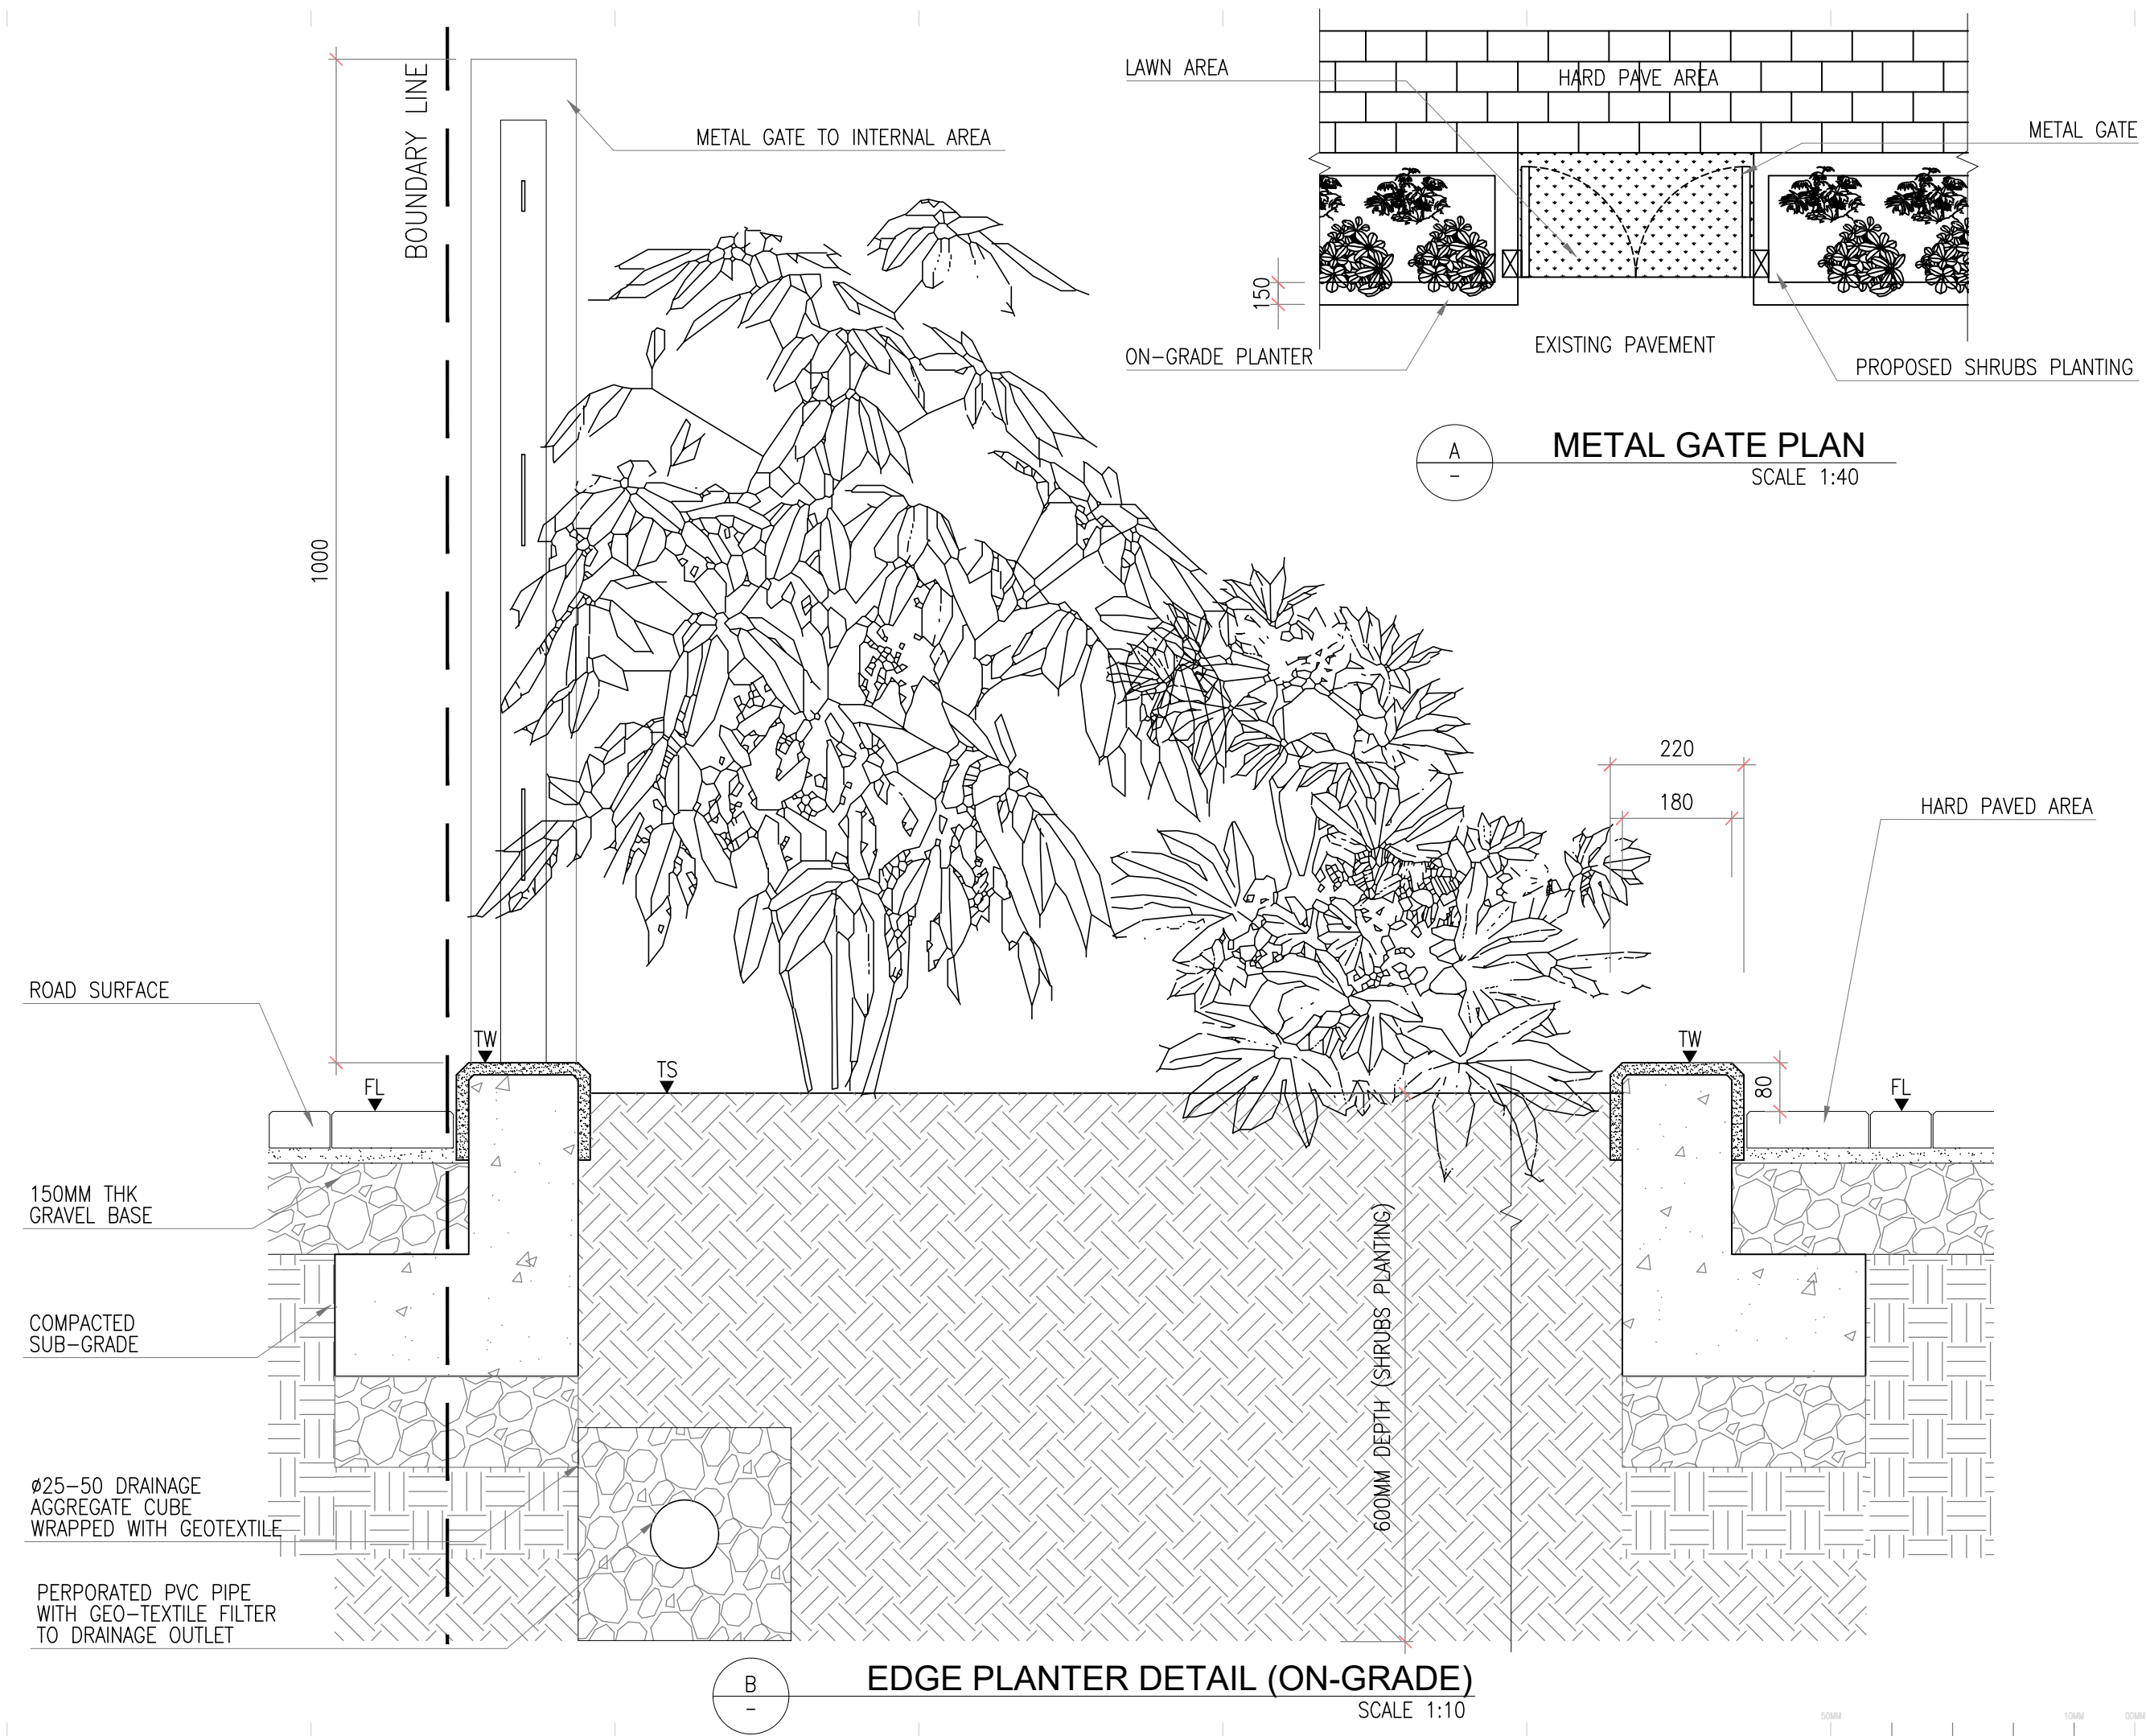 LAWN AREA
HARD PAVE AREA
METAL GATE
BOUNDARY LINE
METAL GATE TO INTERNAL AREA
150
ON-GRADE PLANTER
EXISTING PAVEMENT
PROPOSED SHRUBS PLANTING
A
-
METAL GATE PLAN
SCALE 1:40
1000
220
180
HARD PAVED AREA
ROAD SURFACE
TW
TS
FL
TW
80
FL
150MM THK
GRAVEL BASE
COMPACTED
SUB-GRADE
600MM DEPTH (SHRUBS PLANTING)
ø25-50 DRAINAGE
AGGREGATE CUBE
WRAPPED WITH GEOTEXTILE
PERPORATED PVC PIPE
WITH GEO-TEXTILE FILTER
TO DRAINAGE OUTLET
B
-
EDGE PLANTER DETAIL (ON-GRADE)
SCALE 1:10
50MM
10MM
00MM